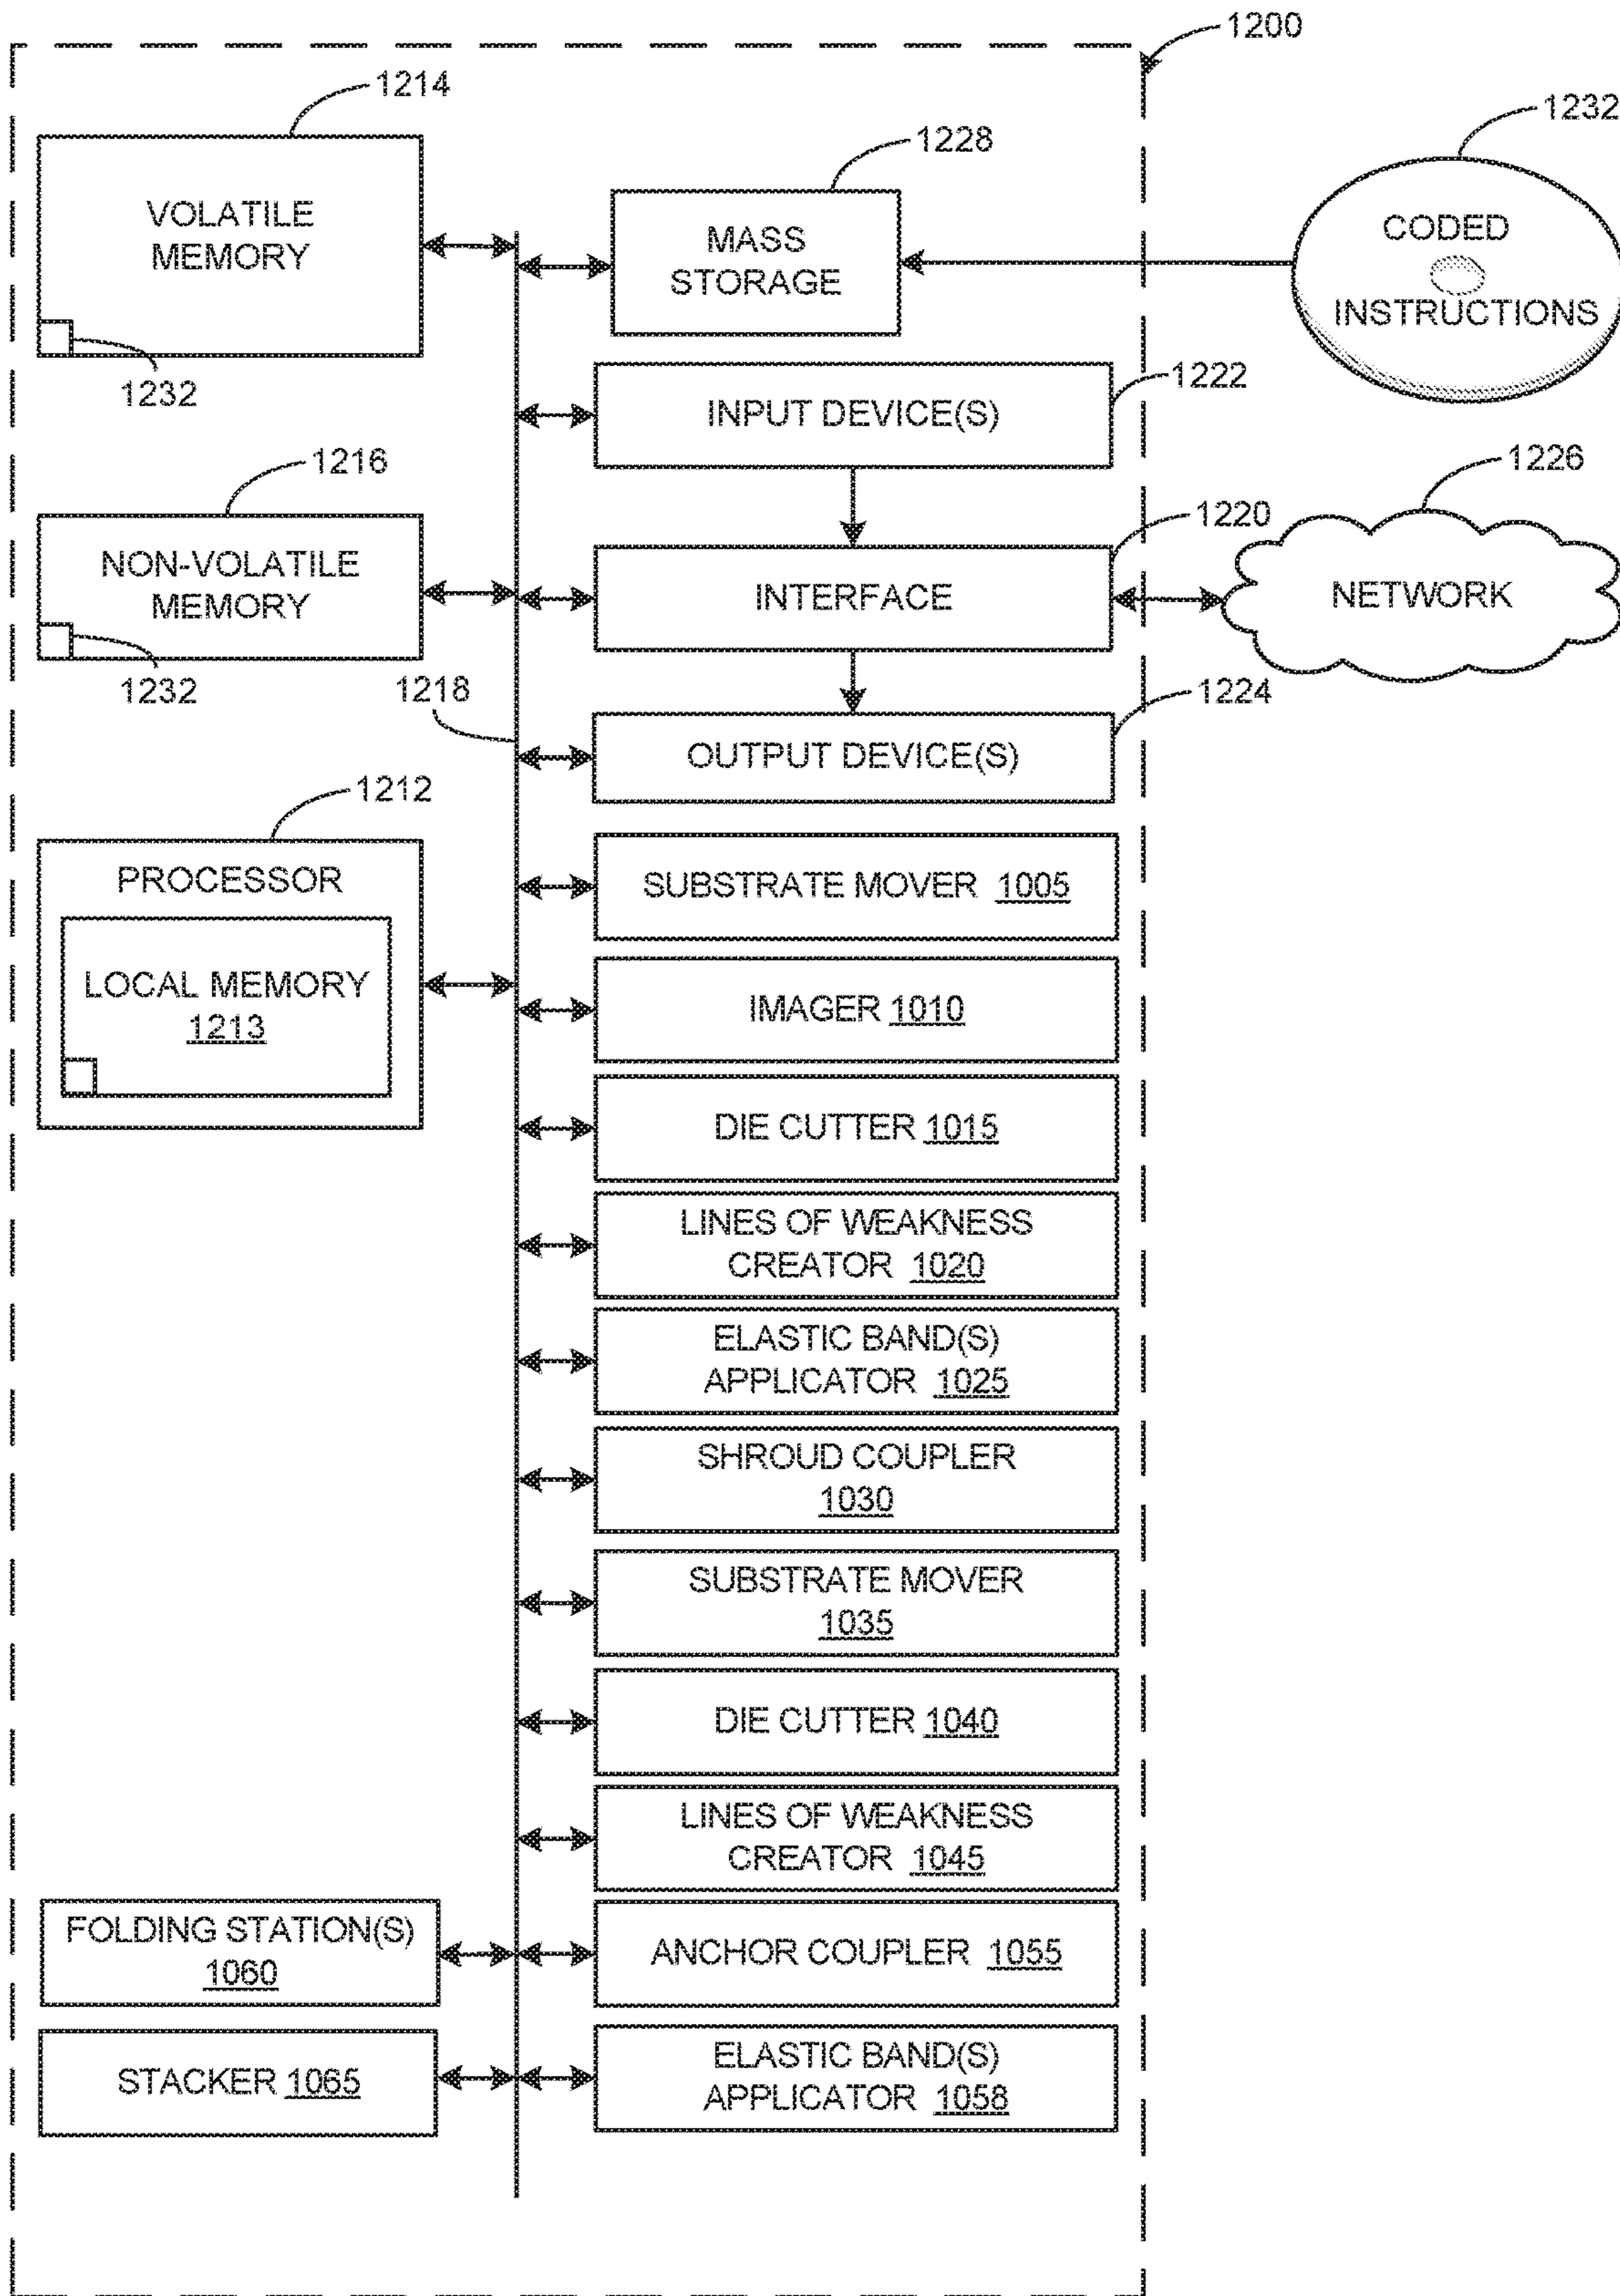 1200
1214
1232
1228
VOLATILE
MEMORY
MASS
STORAGE
CODED
INSTRUCTIONS
1232
1222
INPUT DEVICE(S)
1216
1226
1220
NON-VOLATILE
MEMORY
INTERFACE
NETWORK
1232
1218
1224
OUTPUT DEVICE(S)
1212
PROCESSOR
SUBSTRATE MOVER 1005
LOCAL MEMORY
1213
IMAGER 1010
DIE CUTTER 1015
LINES OF WEAKNESS
CREATOR 1020
ELASTIC BAND(S)
APPLICATOR 1025
SHROUD COUPLER
1030
SUBSTRATE MOVER
1035
DIE CUTTER 1040
LINES OF WEAKNESS
CREATOR 1045
FOLDING STATION(S)
1060
ANCHOR COUPLER 1055
STACKER 1065
ELASTIC BAND(S)
APPLICATOR 1058